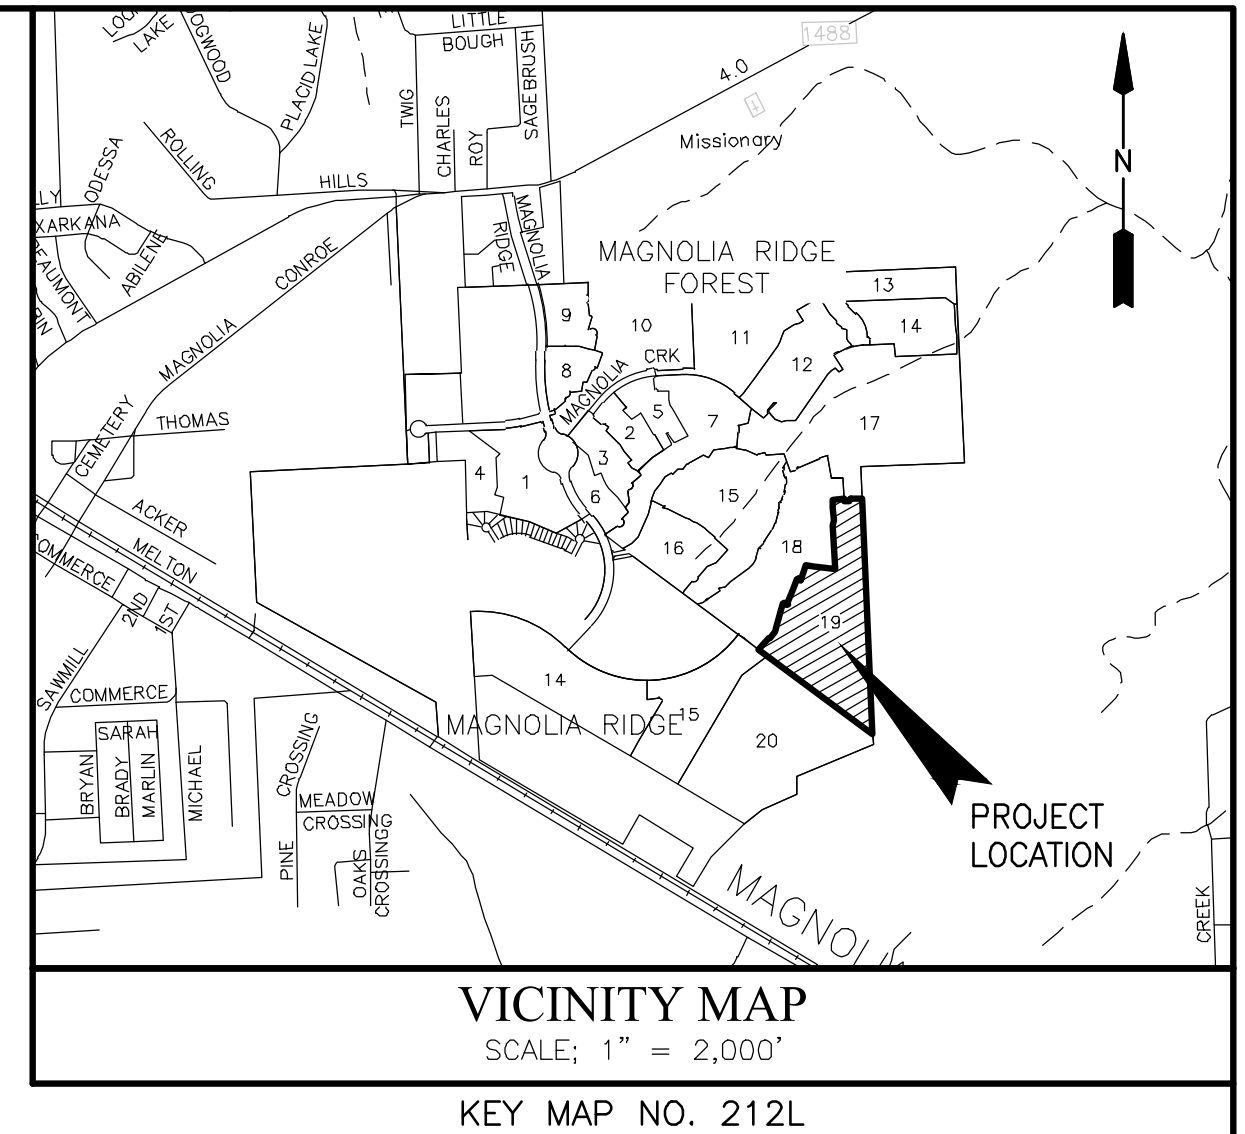 LAKE
DOGWOOD
PLACID LAKE
LITTLE
BOUGH
SAGEBRUSH
TWIG
CHARLES
ROY
1488
4.0
4
Missionary
N
ROLLING
HILLS
ODESSA
XARKANA
ABILENE
EAUMONT
MAGNOLIA
CONROE
RIDGE
MAGNOLIA
MAGNOLIA RIDGE
FOREST
13
14
9
10
11
12
8
MAGNOLIA
CRK
5
7
2
17
3
4
1
6
15
16
18
19
CEMETERY
THOMAS
ACKER
MELTON
COMMERCE
2ND
1ST
SAWMILL
COMMERCE
SARAH
BRYAN
BRADY
MARLIN
MICHAEL
CROSSING
PINE
MEADOW
CROSSING
OAKS
CROSSING
14
15
MAGNOLIA RIDGE
20
PROJECT
LOCATION
MAGNOLIA
CREEK
VICINITY MAP
SCALE; 1" = 2,000'
KEY MAP NO. 212L